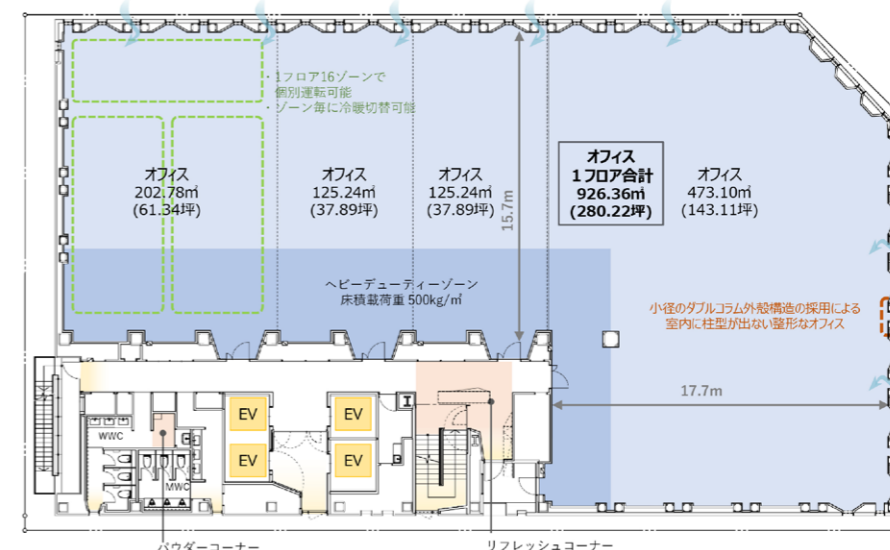 ・1フロア16ゾーンで
個別運転可能
・ゾーン毎に冷暖切替可能
オフィス
202.78㎡
(61.34坪)
オフィス
125.24㎡
(37.89坪)
オフィス
125.24㎡
(37.89坪)
15.7m
オフィス
1フロア合計
926.36㎡
(280.22坪)
オフィス
473.10㎡
(143.11坪)
ヘビーデューティーゾーン
床積載荷重 500kg/㎡
小径のダブルコラム外殻構造の採用による
室内に柱型が出ない整形なオフィス
17.7m
EV
EV
EV
EV
WWC
MWC
パウダーコーナー
リフレッシュコーナー